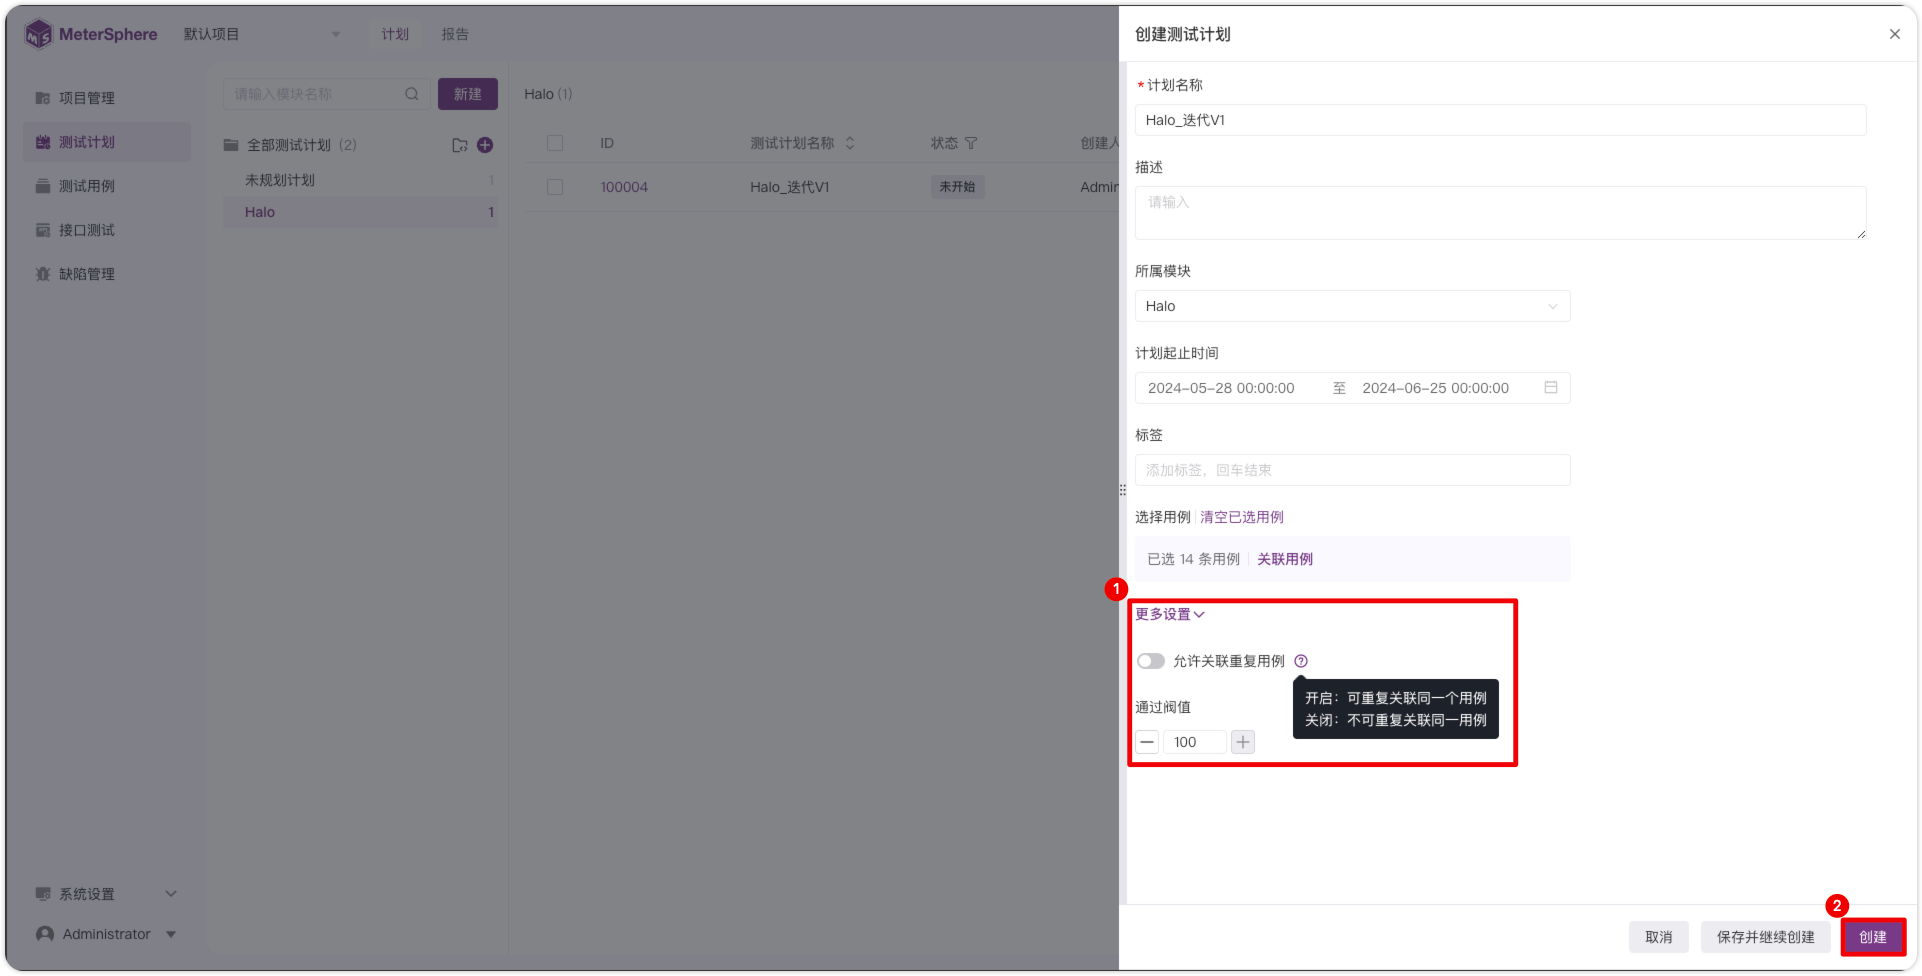 MeterSphere
默认项目
计划
报告
项目管理
测试计划
测试用例
接口测试
缺陷管理
系统设置
Administrator
请输入模块名称
新建
全部测试计划 (2)
未规划计划 1
Halo 1
Halo (1)
ID 测试计划名称 状态 创建人
100004 Halo_迭代V1 未开始 Admin
创建测试计划
* 计划名称
Halo_迭代V1
描述
请输入
所属模块
Halo
计划起止时间
2024-05-28 00:00:00 至 2024-06-25 00:00:00
标签
添加标签，回车结束
选择用例 清空已选用例
已选 14 条用例 关联用例
1
更多设置
允许关联重复用例
开启：可重复关联同一个用例
关闭：不可重复关联同一用例
通过阈值
100
2
取消 保存并继续创建 创建